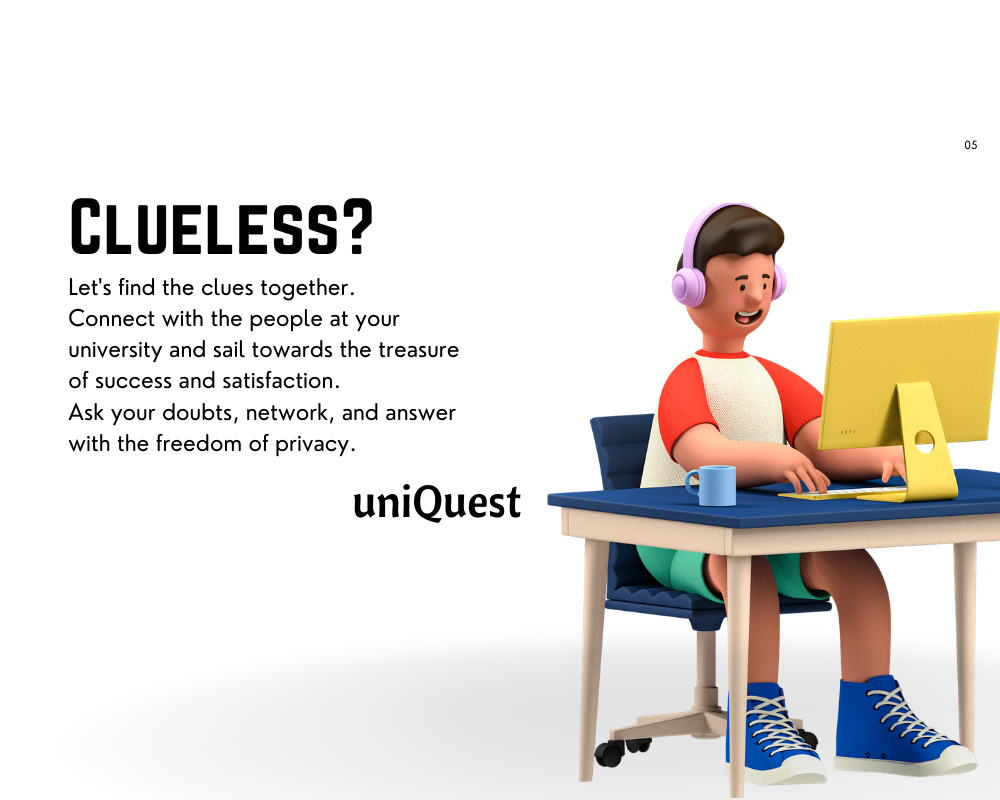 05
Clueless?
Let's find the clues together.
Connect with the people at your
university and sail towards the treasure
of success and satisfaction.
Ask your doubts, network, and answer
with the freedom of privacy.
uniQuest